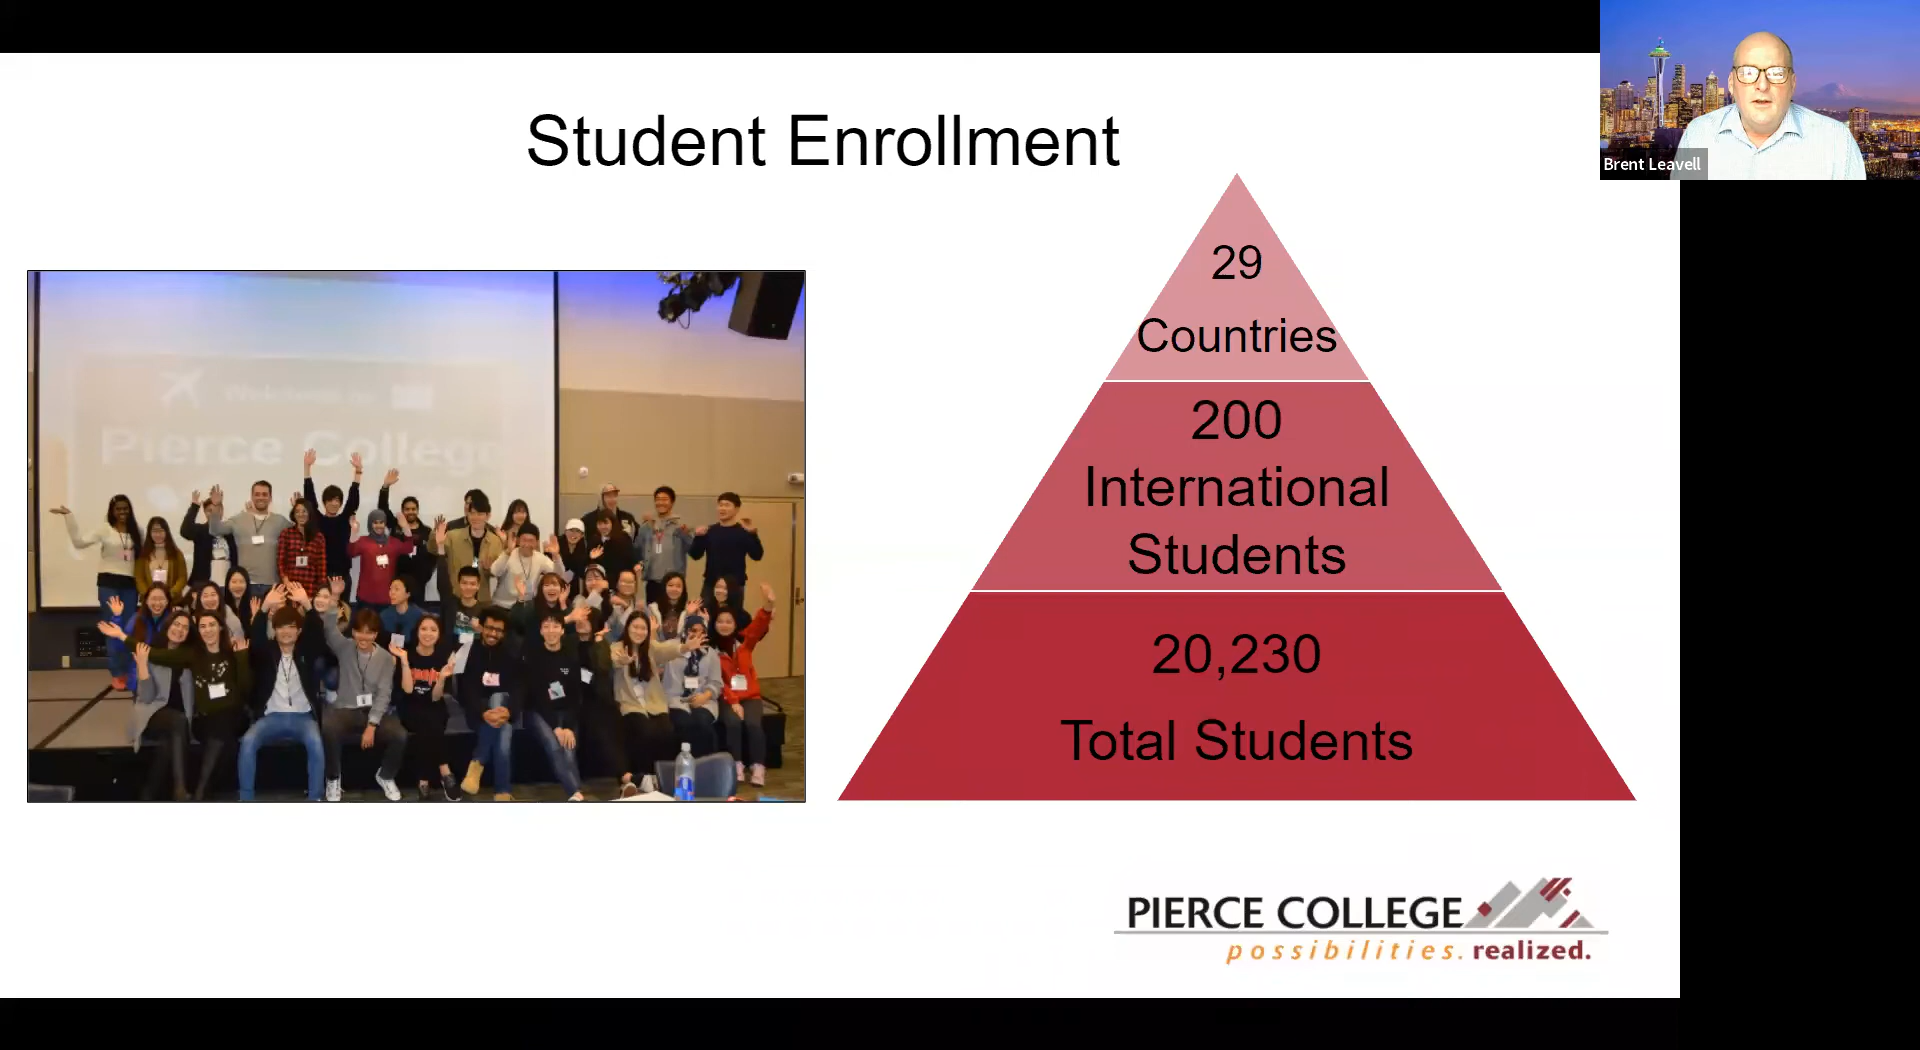 Student Enrollment
Brent Leavell
Pierce College
29
Countries
200
International
Students
20,230
Total Students
PIERCE COLLEGE
possibilities. realized.